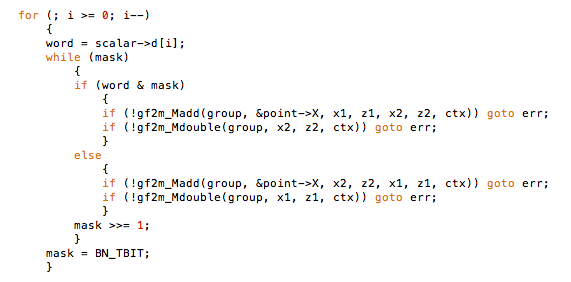 for (; i >= 0; i--)
{
word = scalar->d[i];
while (mask)
{
if (word & mask)
{
if (!gf2m_Madd(group, &point->X, x1, z1, x2, z2, ctx)) goto err;
if (!gf2m_Mdouble(group, x2, z2, ctx)) goto err;
}
else
{
if (!gf2m_Madd(group, &point->X, x2, z2, x1, z1, ctx)) goto err;
if (!gf2m_Mdouble(group, x1, z1, ctx)) goto err;
}
mask >>= 1;
}
mask = BN_TBIT;
}